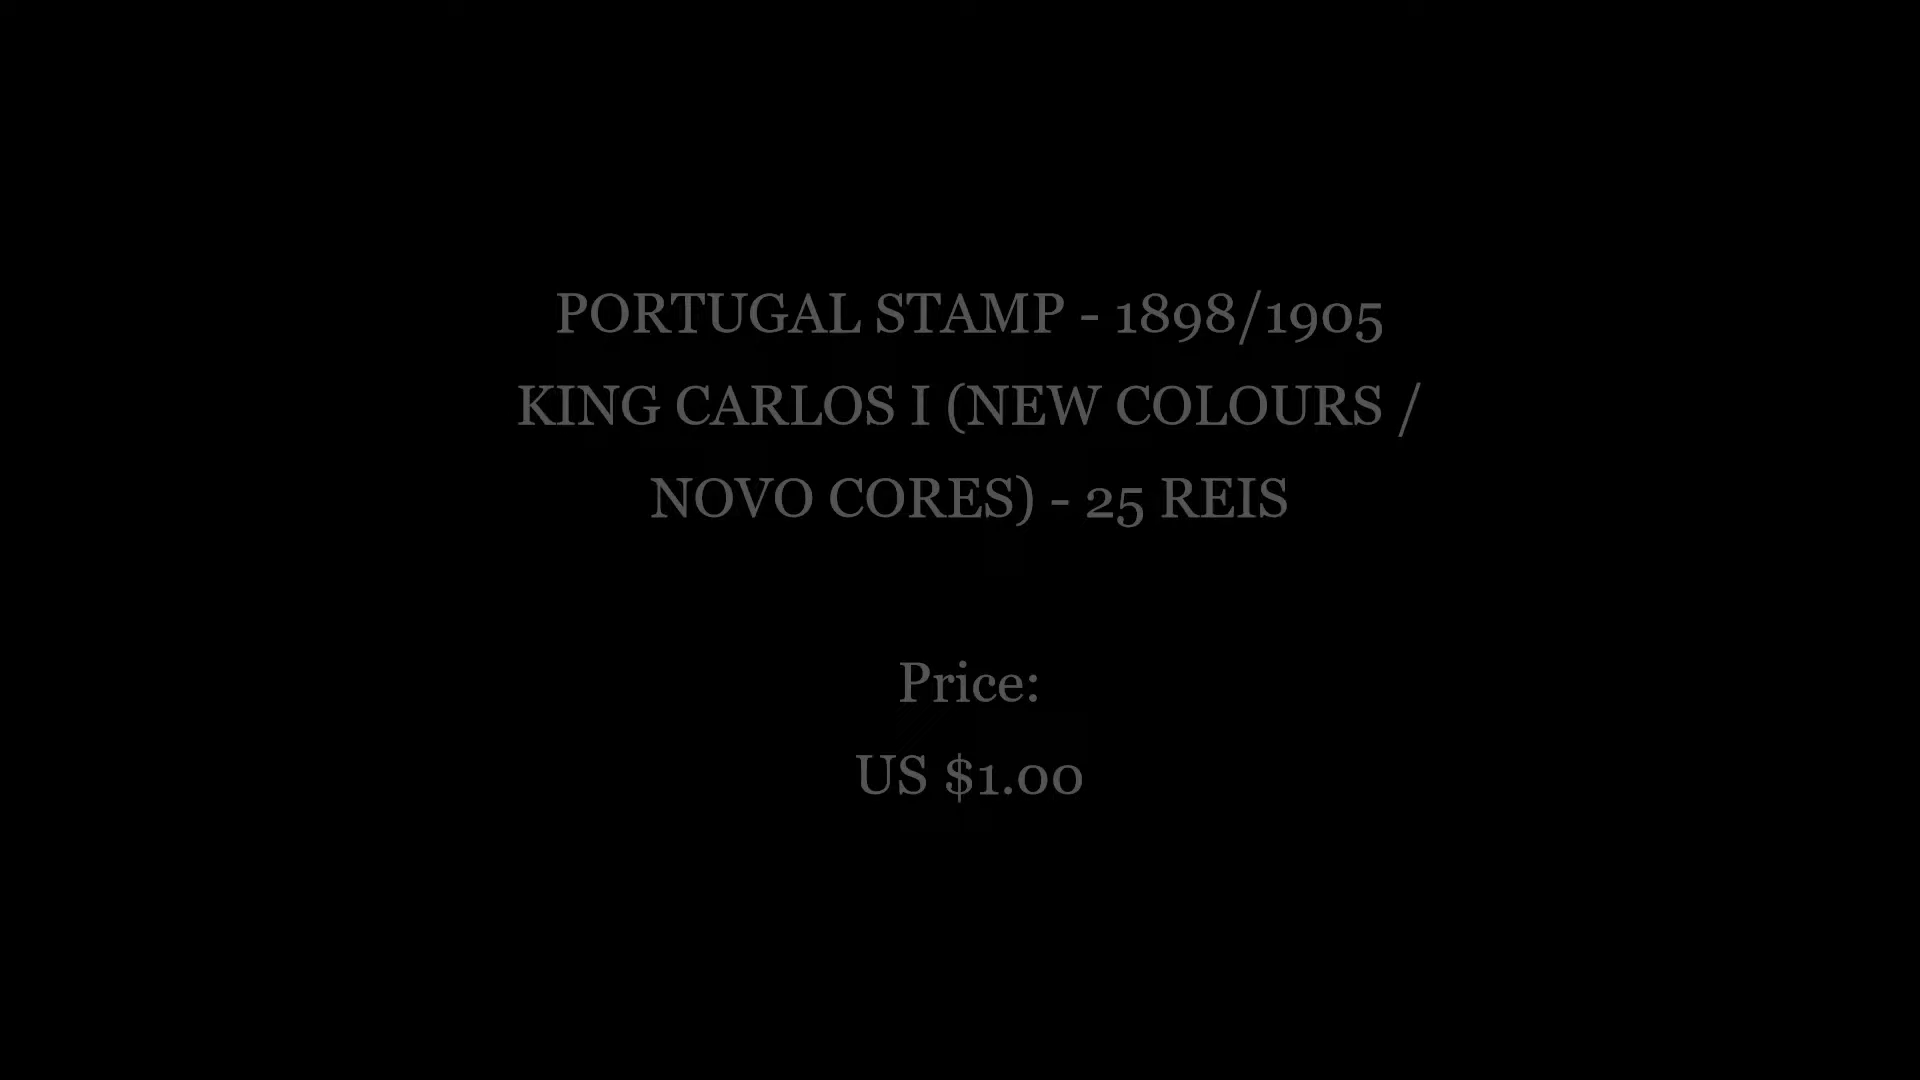 PORTUGAL STAMP - 1898/1905
KING CARLOS I (NEW COLOURS /
NOVO CORES) - 25 REIS
Price:
US $1.00